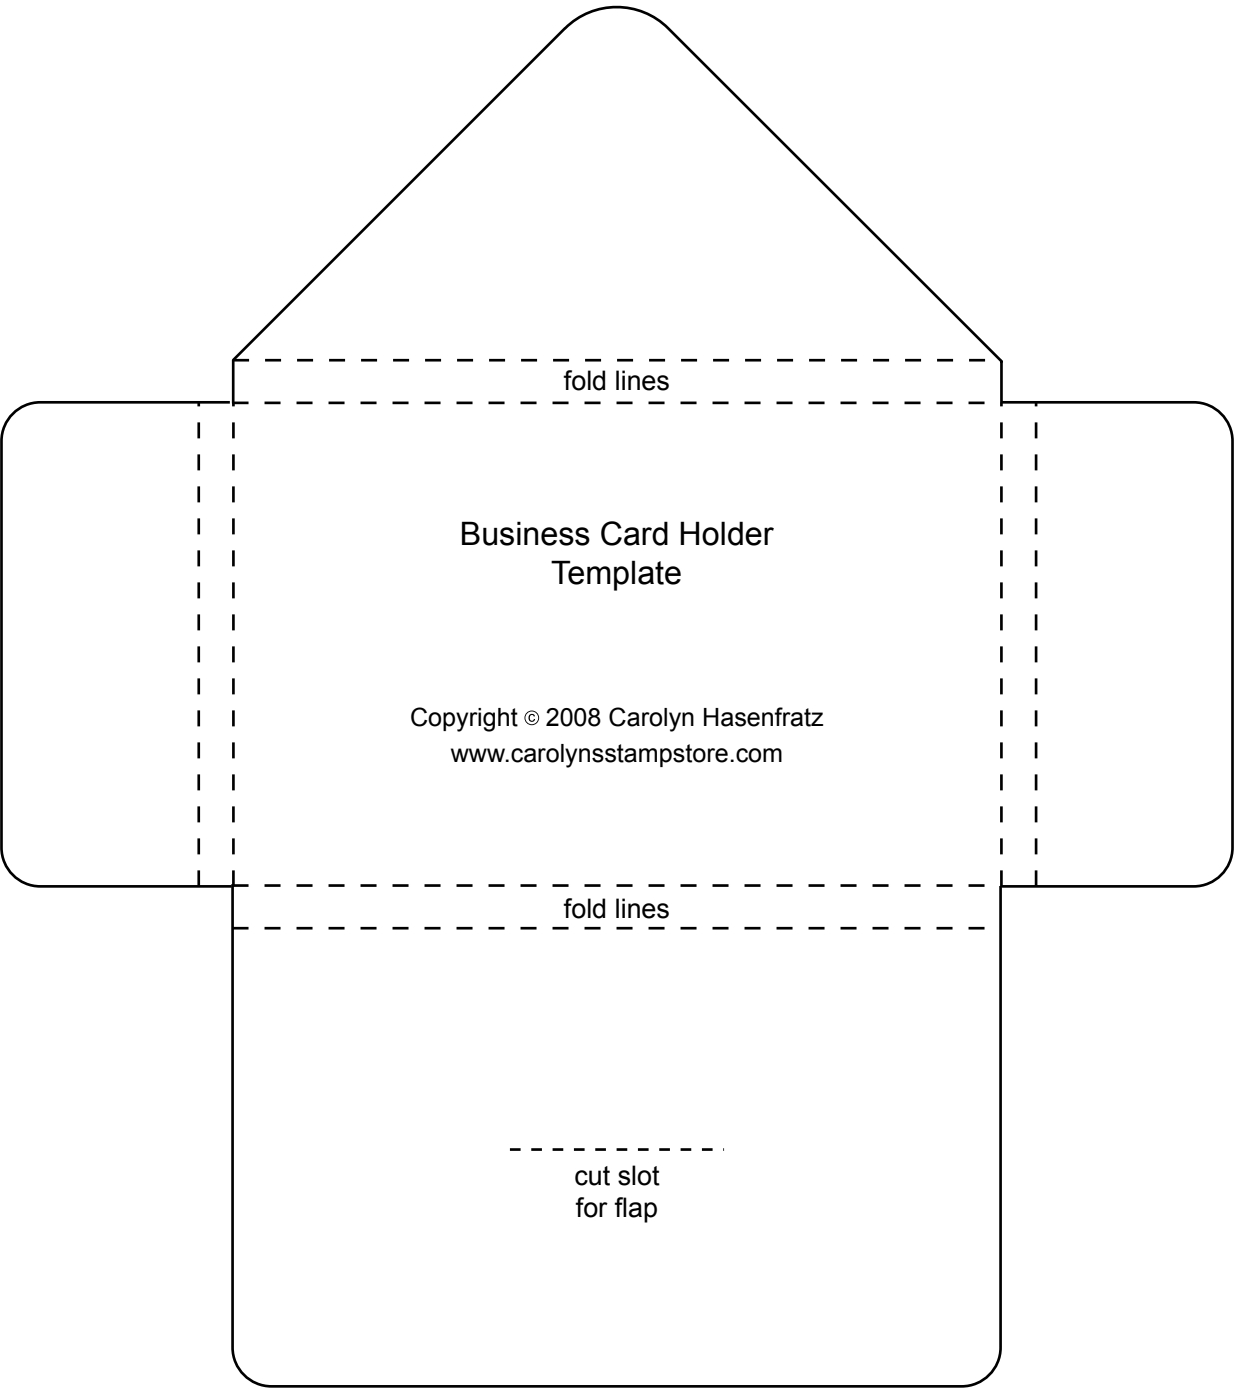 fold lines
Business Card Holder
Template
Copyright © 2008 Carolyn Hasenfratz
www.carolynsstampstore.com
fold lines
cut slot
for flap